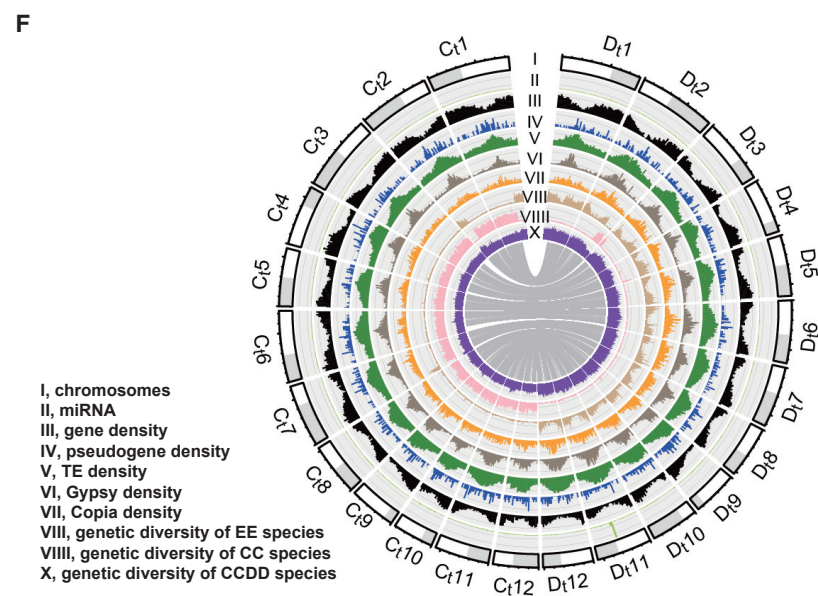 F
I
II
III
IV
V
VI
VII
VIII
VIIII
X
Dt1
Dt2
Dt3
Dt4
Dt5
Dt6
Dt7
Dt8
Dt9
Dt10
Dt11
Dt12
Ct12
Ct11
Ct10
Ct9
Ct8
Ct7
Ct6
Ct5
Ct4
Ct3
Ct2
Ct1
I, chromosomes
II, miRNA
III, gene density
IV, pseudogene density
V, TE density
VI, Gypsy density
VII, Copia density
VIII, genetic diversity of EE species
VIIII, genetic diversity of CC species
X, genetic diversity of CCDD species